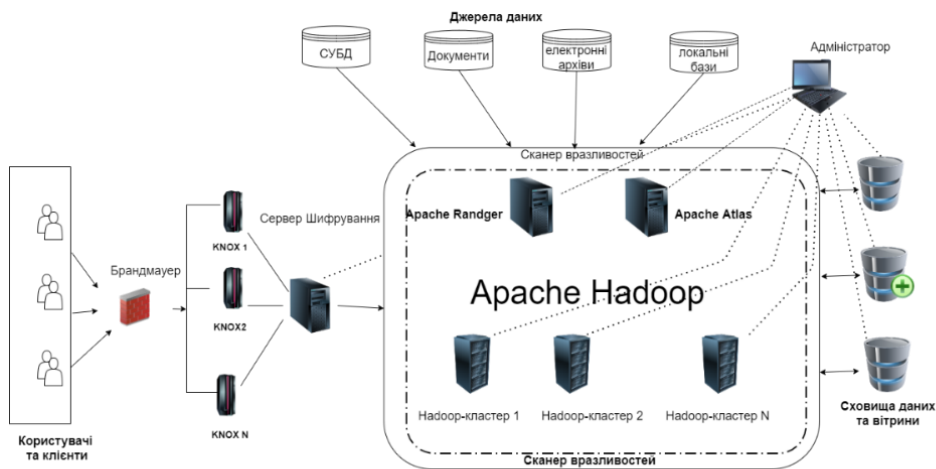 Джерела даних
СУБД
Документи
електронні
архіви
локальні
бази
Адміністратор
Сканер вразливостей
Apache Randger
Apache Atlas
Сервер Шифрування
KNOX 1
Брандмауер
KNOX2
Apache Hadoop
KNOX N
Hadoop-кластер 1
Hadoop-кластер 2
Hadoop-кластер N
Сховища даних
та вітрини
Користувачі
та клієнти
Сканер вразливостей